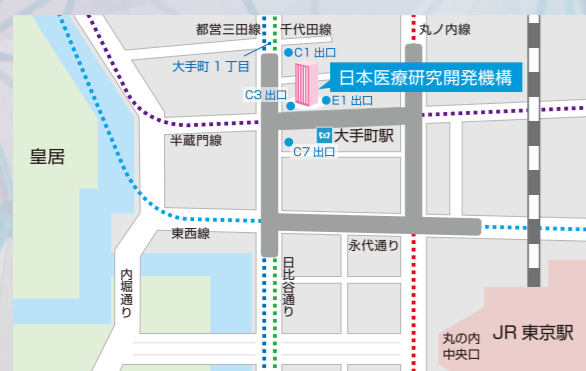 都営三田線
千代田線
丸ノ内線
C1 出口
大手町 1 丁目
日本医療研究開発機構
C3 出口
E1 出口
半蔵門線
大手町駅
C7 出口
皇居
東西線
永代通り
内堀通り
日比谷通り
丸の内
中央口
JR 東京駅